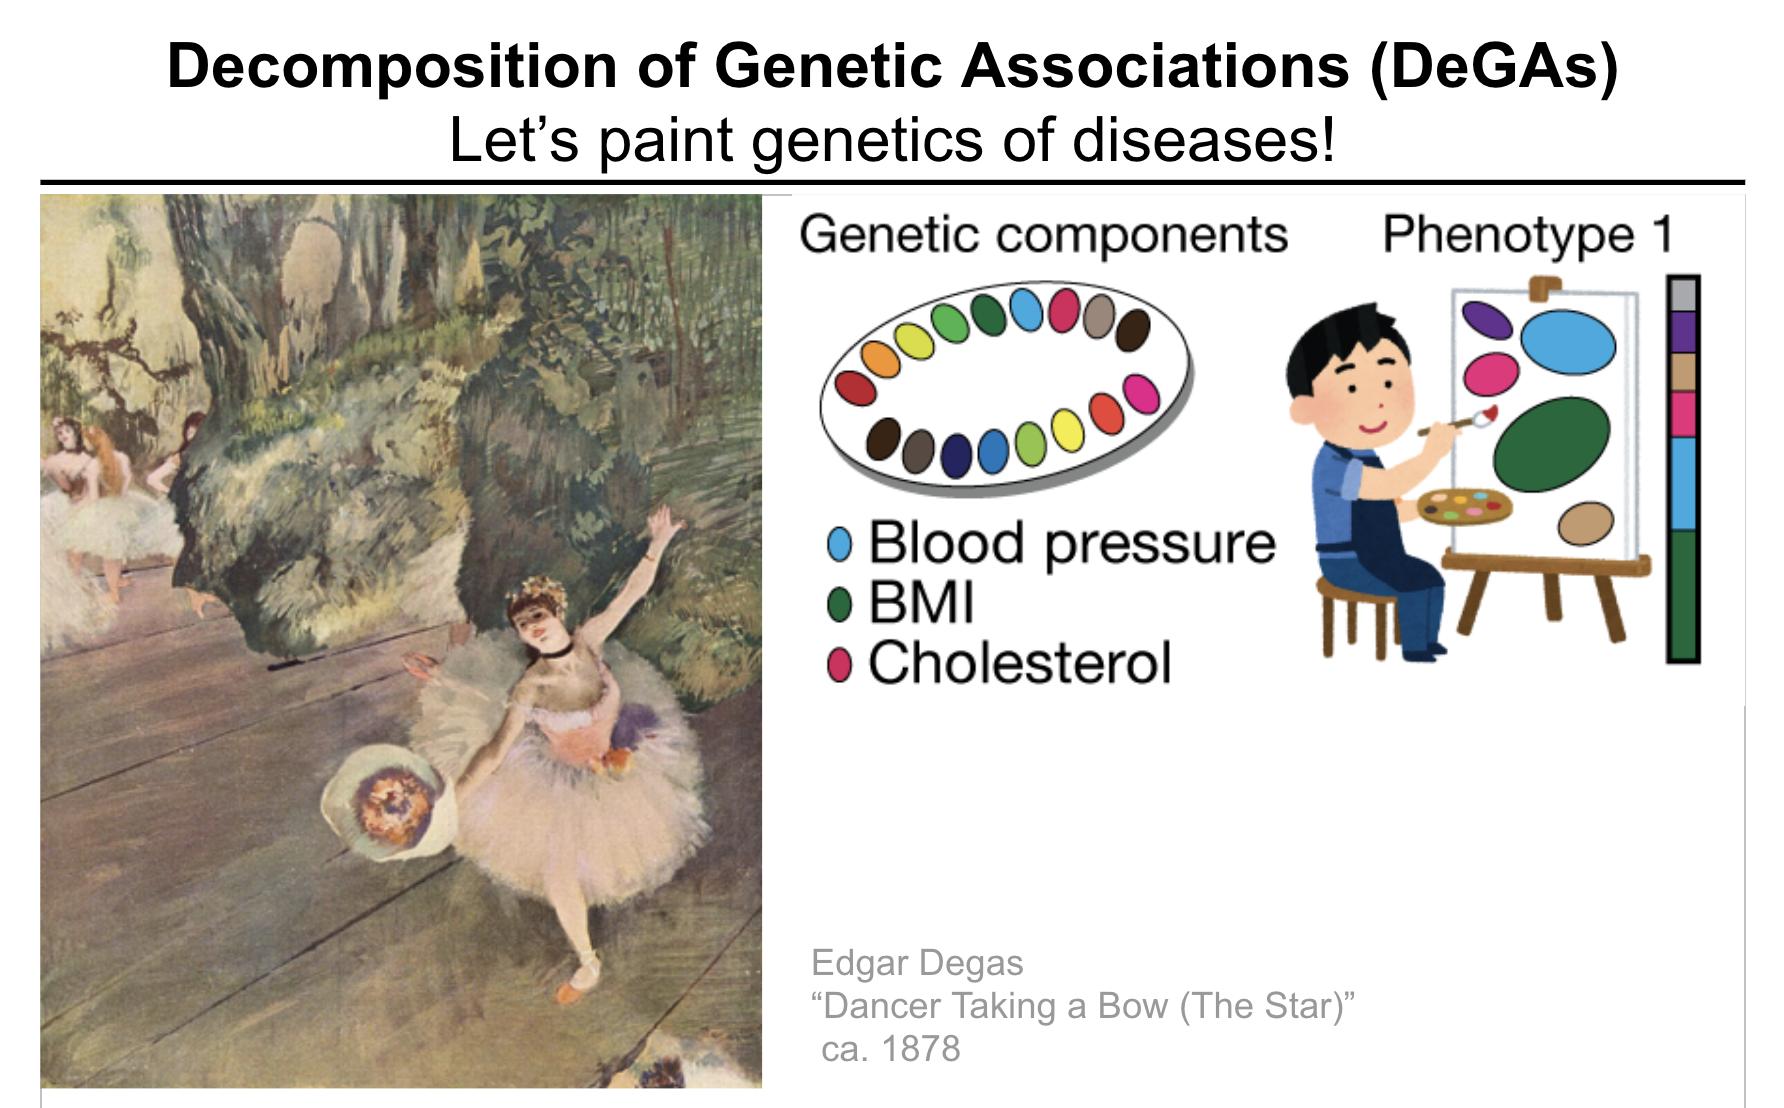 Decomposition of Genetic Associations (DeGAs)
Let’s paint genetics of diseases!
Genetic components
Phenotype 1
Blood pressure
BMI
Cholesterol
Edgar Degas
“Dancer Taking a Bow (The Star)”
ca. 1878